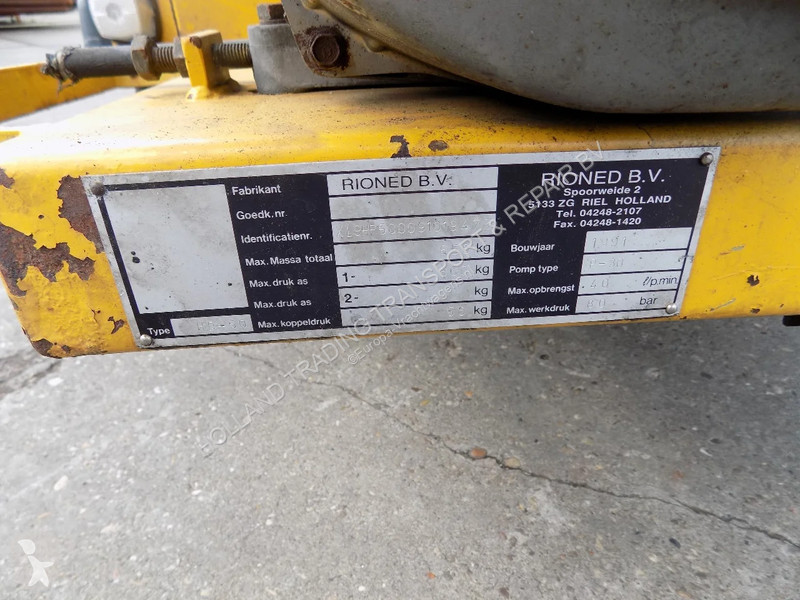 Fabrikant RIONED B.V.
Goedk.nr
Identificatienr.
Max. Massa totaal kg
Max. druk as 1- kg
Max. druk as 2- kg
Type Max. koppeldruk kg
RIONED B.V.
Spoorweide 2
5133 ZG RIEL HOLLAND
Tel. 04248-2107
Fax. 04248-1420
Bouwjaar
Pomp type
Max. opbrengst 40 ℓ/p.min
Max. werkdruk 80 bar
HOLLAND TRADING TRANSPORT & REPAIR BV